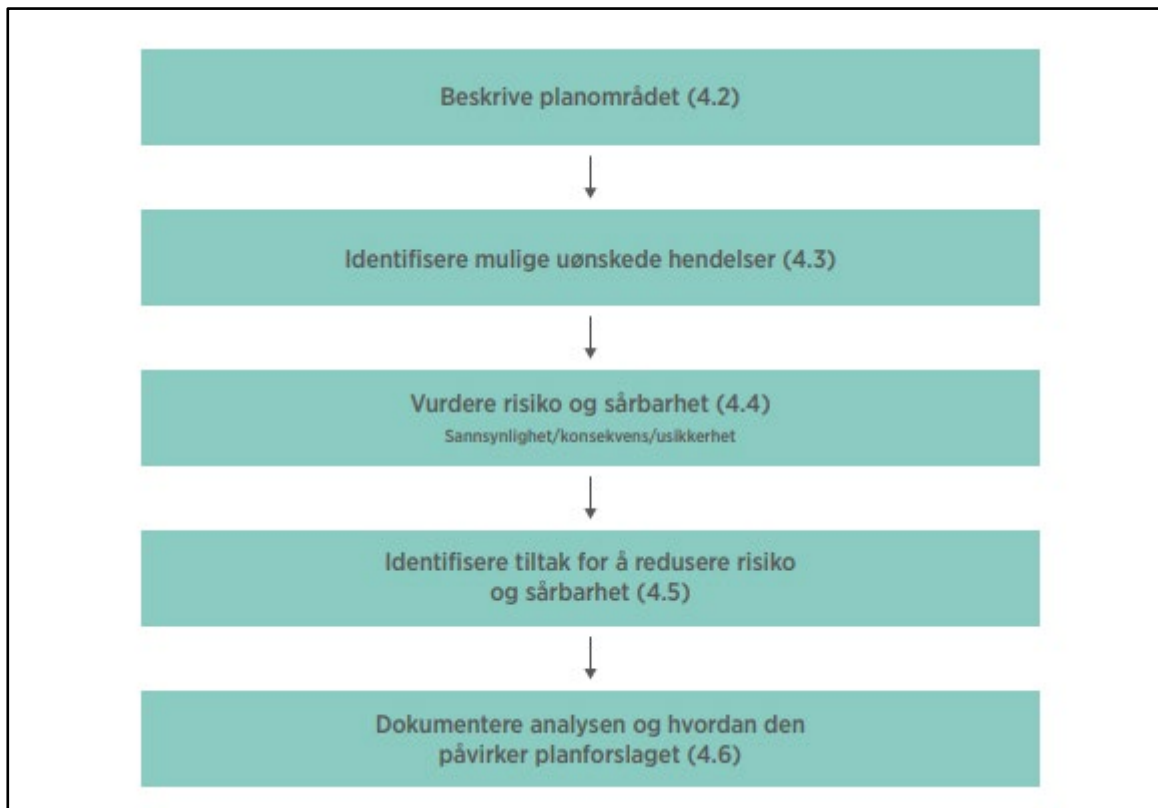 Beskrive planområdet (4.2)
Identifisere mulige uønskede hendelser (4.3)
Vurdere risiko og sårbarhet (4.4)
Sannsynlighet/konsekvens/usikkerhet
Identifisere tiltak for å redusere risiko
og sårbarhet (4.5)
Dokumentere analysen og hvordan den
påvirker planforslaget (4.6)